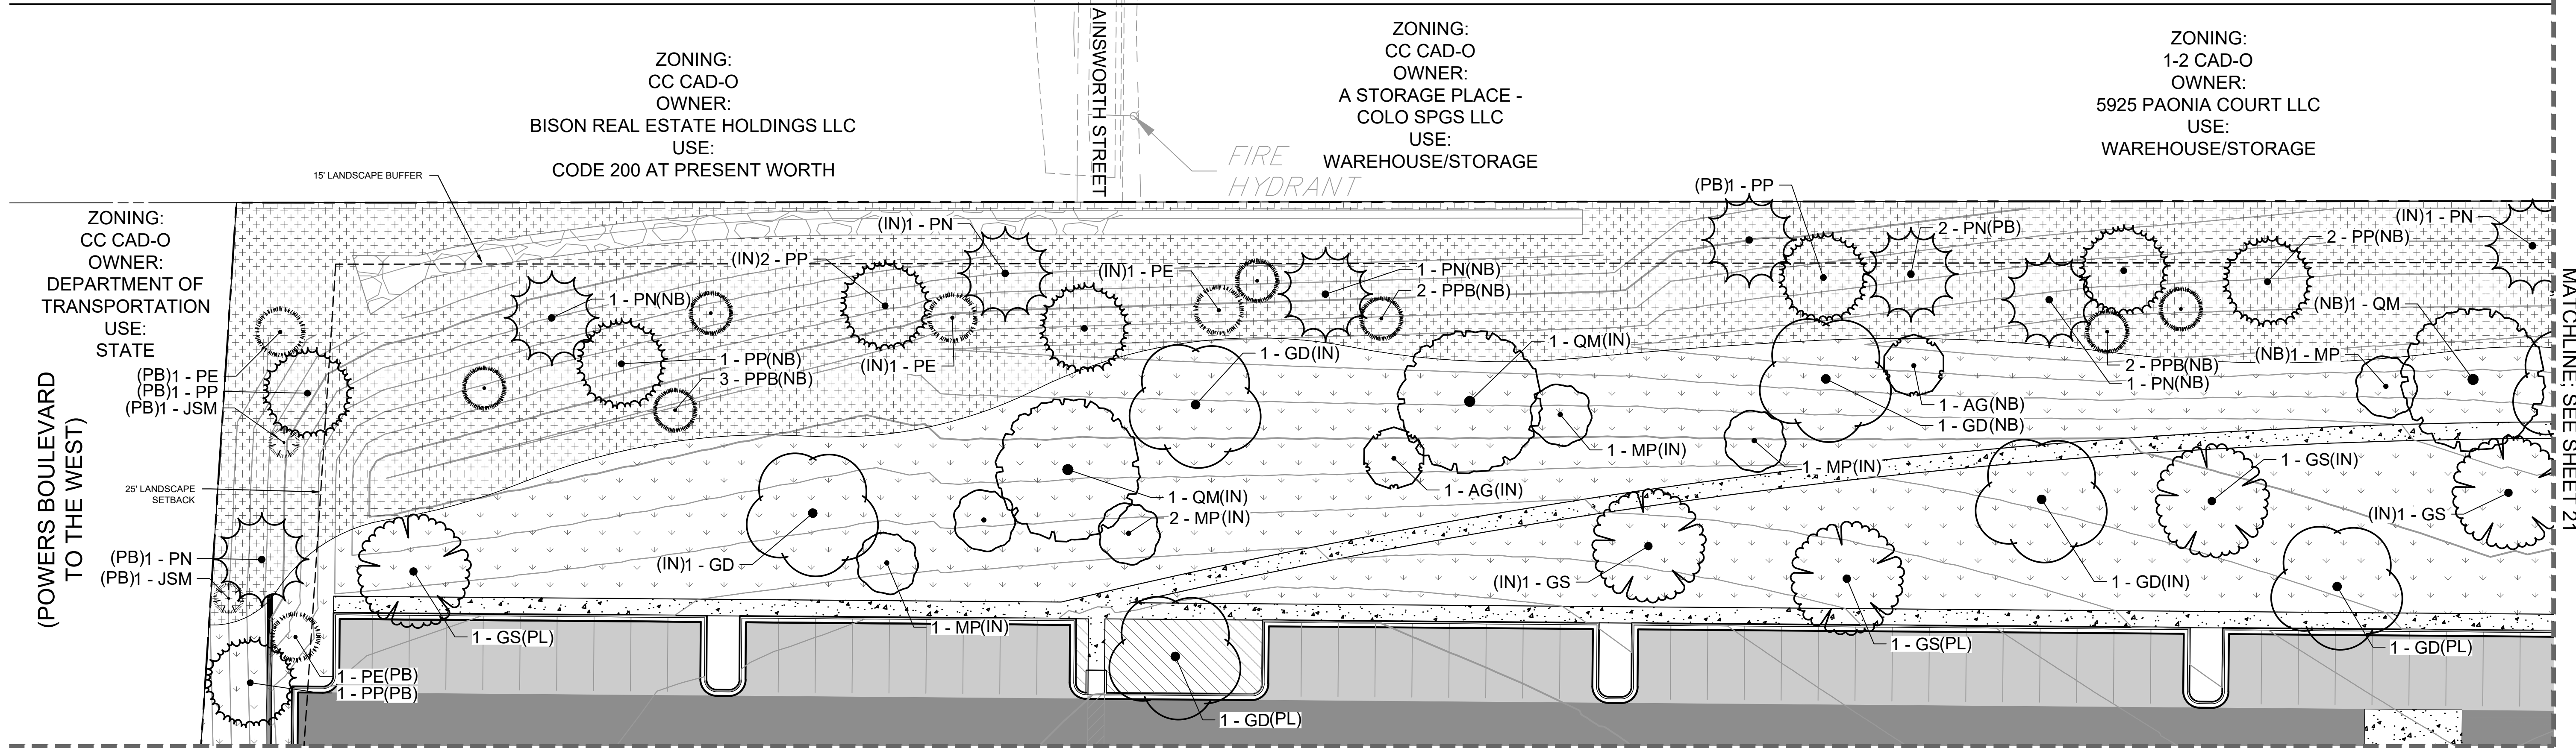 ZONING:
CC CAD-O
OWNER:
BISON REAL ESTATE HOLDINGS LLC
USE:
CODE 200 AT PRESENT WORTH
AINSWORTH STREET
FIRE
HYDRANT
ZONING:
CC CAD-O
OWNER:
A STORAGE PLACE -
COLO SPGS LLC
USE:
WAREHOUSE/STORAGE
ZONING:
1-2 CAD-O
OWNER:
5925 PAONIA COURT LLC
USE:
WAREHOUSE/STORAGE
15' LANDSCAPE BUFFER
ZONING:
CC CAD-O
OWNER:
DEPARTMENT OF
TRANSPORTATION
USE:
STATE
(POWERS BOULEVARD
TO THE WEST)
(PB)1 - PE
(PB)1 - PP
(PB)1 - JSM
25' LANDSCAPE
SETBACK
(PB)1 - PN
(PB)1 - JSM
1 - PE(PB)
1 - PP(PB)
1 - GS(PL)
1 - PN(NB)
1 - PP(NB)
3 - PPB(NB)
(IN)2 - PP
(IN)1 - PN
(IN)1 - PE
(IN)1 - PE
1 - PN(NB)
2 - PPB(NB)
1 - GD(IN)
1 - QM(IN)
1 - MP(IN)
1 - AG(IN)
1 - QM(IN)
2 - MP(IN)
(IN)1 - GD
1 - MP(IN)
1 - GD(PL)
(PB)1 - PP
2 - PN(PB)
1 - AG(NB)
1 - GD(NB)
1 - MP(IN)
(IN)1 - GS
1 - GS(PL)
(IN)1 - PN
2 - PP(NB)
(NB)1 - QM
(NB)1 - MP
2 - PPB(NB)
1 - PN(NB)
1 - GS(IN)
(IN)1 - GS
1 - GD(IN)
1 - GD(PL)
MATCHLINE: SEE SHEET 21